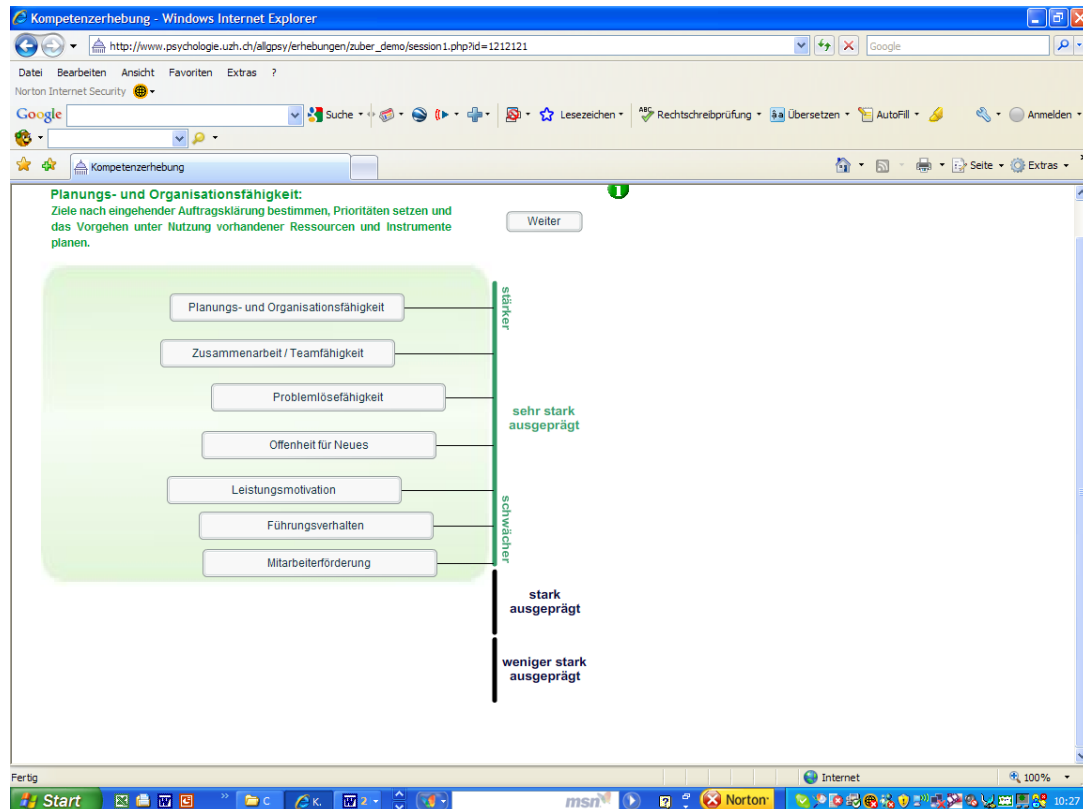 Kompetenzerhebung - Windows Internet Explorer
http://www.psychologie.uzh.ch/allgpsy/erhebungen/zuber_demo/session1.php?id=1212121
Google
Datei Bearbeiten Ansicht Favoriten Extras ?
Norton Internet Security
Google Suche Lesezeichen ABC Rechtschreibprüfung äa Übersetzen AutoFill Anmelden
Kompetenzerhebung Seite Extras
Planungs- und Organisationsfähigkeit:
Ziele nach eingehender Auftragsklärung bestimmen, Prioritäten setzen und
das Vorgehen unter Nutzung vorhandener Ressourcen und Instrumente
planen.
1
Weiter
stärker
Planungs- und Organisationsfähigkeit
Zusammenarbeit / Teamfähigkeit
Problemlösefähigkeit
sehr stark
ausgeprägt
Offenheit für Neues
Leistungsmotivation
schwächer
Führungsverhalten
Mitarbeiterförderung
stark
ausgeprägt
weniger stark
ausgeprägt
Fertig Internet 100%
Start C K. 2 msn Norton 10:27